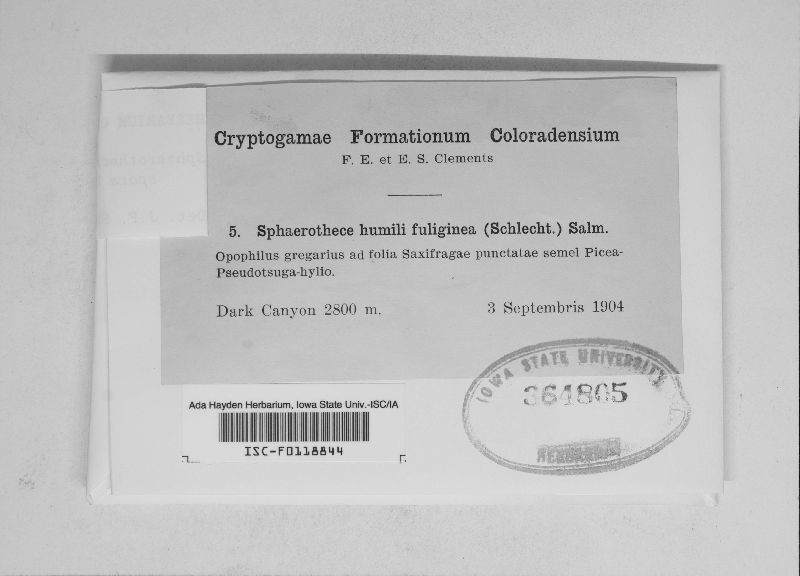 Cryptogamae Formationum Coloradensium
F. E. et E. S. Clements
5. Sphaerothece humili fuliginea (Schlecht.) Salm.
Opophilus gregarius ad folia Saxifragae punctatae semel Picea-
Pseudotsuga-hylio.
Dark Canyon 2800 m. 3 Septembris 1904
IOWA STATE UNIVERSITY
364805
HERBARIUM
Ada Hayden Herbarium, Iowa State Univ.-ISC/IA
ISC-F0118844